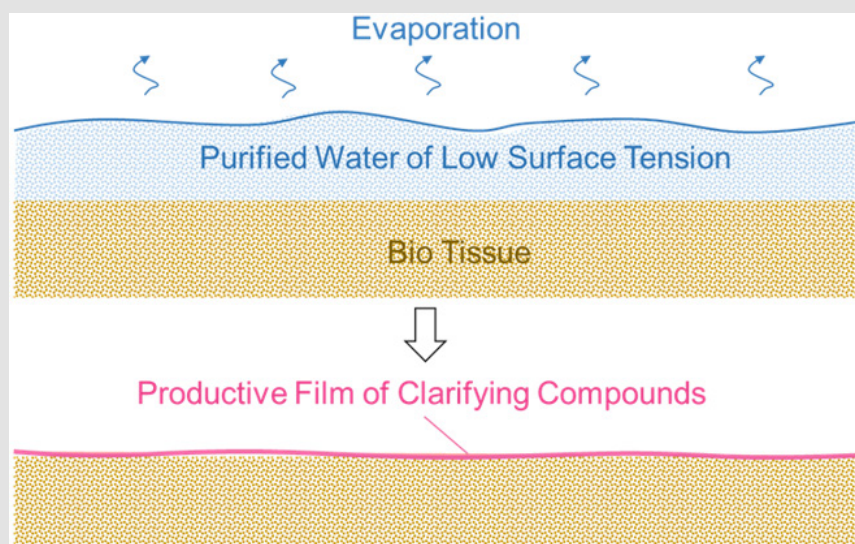 Evaporation
Purified Water of Low Surface Tension
Bio Tissue
Productive Film of Clarifying Compounds